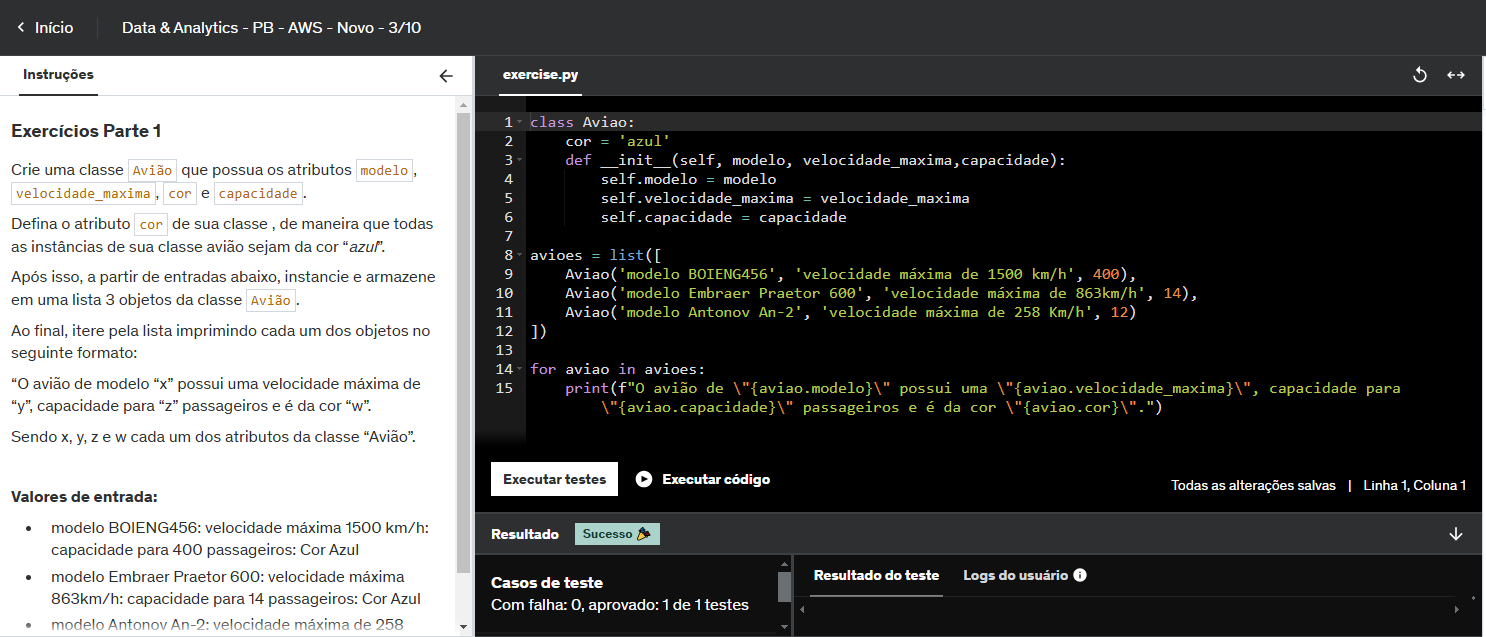 Início
Data & Analytics - PB - AWS - Novo - 3/10
Instruções
Exercícios Parte 1
Crie uma classe Avião que possua os atributos modelo,
velocidade_maxima, cor e capacidade.
Defina o atributo cor de sua classe , de maneira que todas
as instâncias de sua classe avião sejam da cor “azul”.
Após isso, a partir de entradas abaixo, instancie e armazene
em uma lista 3 objetos da classe Avião.
Ao final, itere pela lista imprimindo cada um dos objetos no
seguinte formato:
“O avião de modelo “x” possui uma velocidade máxima de
“y”, capacidade para “z” passageiros e é da cor “w”.
Sendo x, y, z e w cada um dos atributos da classe “Avião”.
Valores de entrada:
• modelo BOIENG456: velocidade máxima 1500 km/h:
capacidade para 400 passageiros: Cor Azul
• modelo Embraer Praetor 600: velocidade máxima
863km/h: capacidade para 14 passageiros: Cor Azul
• modelo Antonov An-2: velocidade máxima de 258
exercise.py
1 class Aviao:
2     cor = 'azul'
3     def __init__(self, modelo, velocidade_maxima,capacidade):
4         self.modelo = modelo
5         self.velocidade_maxima = velocidade_maxima
6         self.capacidade = capacidade
7
8 avioes = list([
9     Aviao('modelo BOIENG456', 'velocidade máxima de 1500 km/h', 400),
10     Aviao('modelo Embraer Praetor 600', 'velocidade máxima de 863km/h', 14),
11     Aviao('modelo Antonov An-2', 'velocidade máxima de 258 Km/h', 12)
12 ])
13
14 for aviao in avioes:
15     print(f"O avião de \"{aviao.modelo}\" possui uma \"{aviao.velocidade_maxima}\", capacidade para
\"{aviao.capacidade}\" passageiros e é da cor \"{aviao.cor}\".")
Executar testes
Executar código
Todas as alterações salvas | Linha 1, Coluna 1
Resultado
Sucesso 🎉
Casos de teste
Com falha: 0, aprovado: 1 de 1 testes
Resultado do teste
Logs do usuário